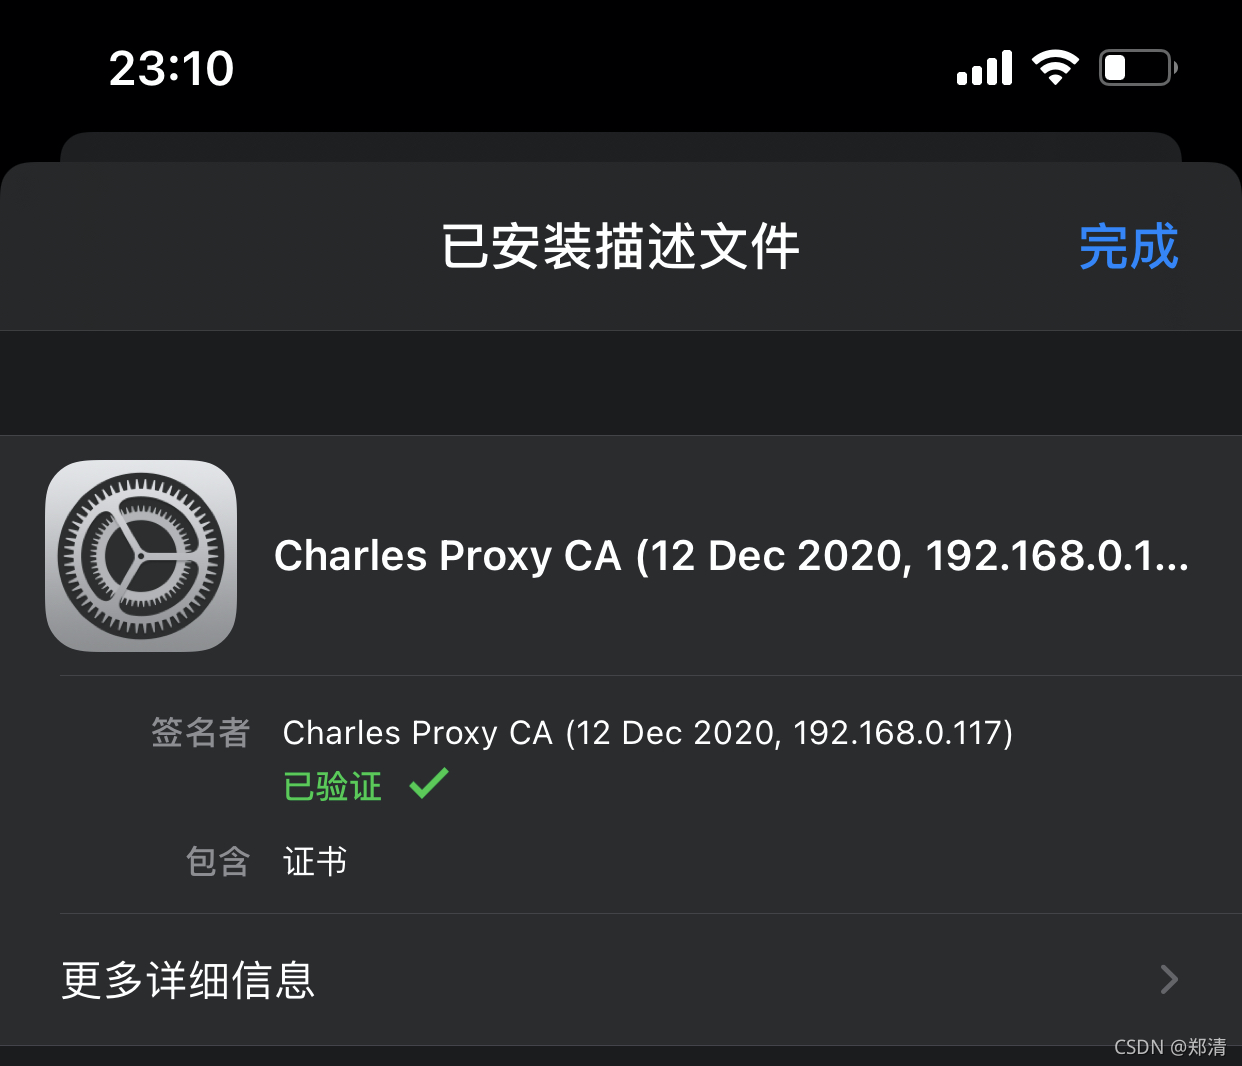 23:10
已安装描述文件
完成
Charles Proxy CA (12 Dec 2020, 192.168.0.1...
签名者 Charles Proxy CA (12 Dec 2020, 192.168.0.117)
已验证
包含 证书
更多详细信息
CSDN @郑清